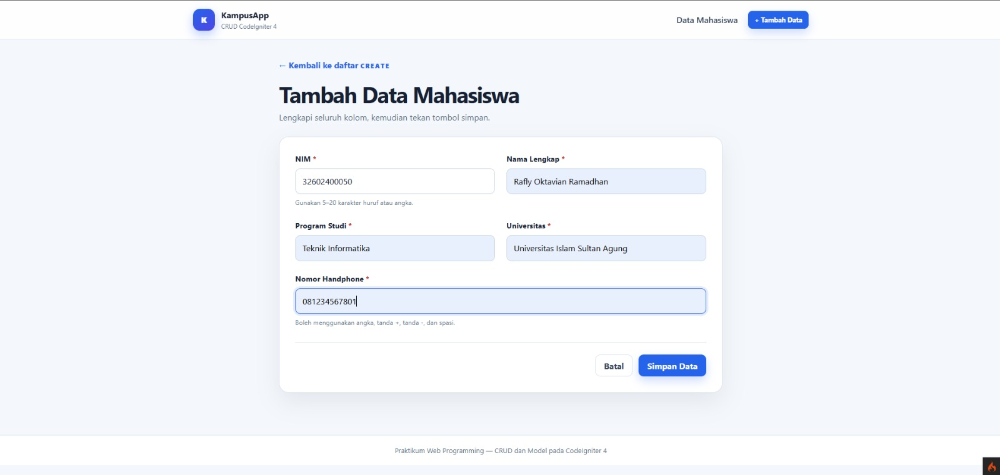 K
KampusApp
CRUD CodeIgniter 4
Data Mahasiswa
+ Tambah Data
← Kembali ke daftar CREATE
Tambah Data Mahasiswa
Lengkapi seluruh kolom, kemudian tekan tombol simpan.
NIM *
Nama Lengkap *
32602400050
Rafly Oktavian Ramadhan
Gunakan 5–20 karakter huruf atau angka.
Program Studi *
Universitas *
Teknik Informatika
Universitas Islam Sultan Agung
Nomor Handphone *
081234567801
Boleh menggunakan angka, tanda +, tanda -, dan spasi.
Batal
Simpan Data
Praktikum Web Programming — CRUD dan Model pada CodeIgniter 4